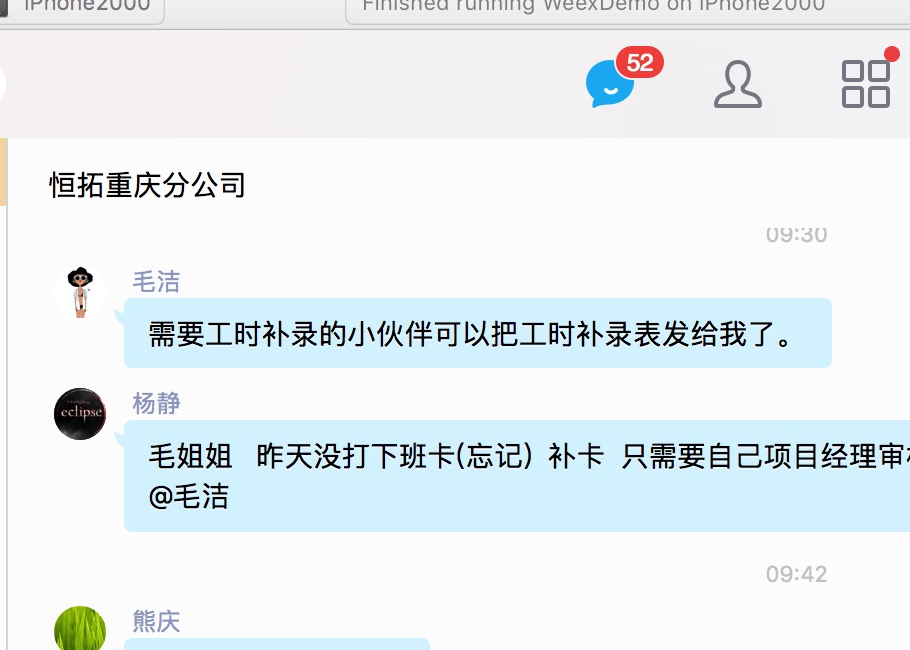 iPhone2000
Finished running WeexDemo on iPhone2000
52
恒拓重庆分公司
09:30
毛洁
需要工时补录的小伙伴可以把工时补录表发给我了。
杨静
eclipse
毛姐姐 昨天没打下班卡(忘记) 补卡 只需要自己项目经理审
@毛洁
09:42
熊庆